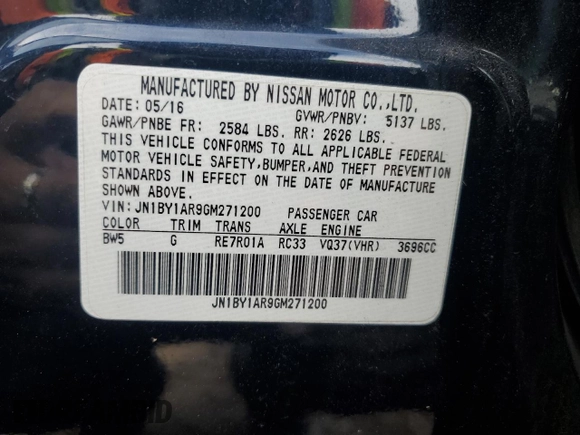 MANUFACTURED BY NISSAN MOTOR CO.,LTD.
DATE: 05/16 GVWR/PNBV: 5137 LBS.
GAWR/PNBE FR: 2584 LBS. RR: 2626 LBS.
THIS VEHICLE CONFORMS TO ALL APPLICABLE FEDERAL
MOTOR VEHICLE SAFETY,BUMPER,AND THEFT PREVENTION
STANDARDS IN EFFECT ON THE DATE OF MANUFACTURE
SHOWN ABOVE.
VIN: JN1BY1AR9GM271200 PASSENGER CAR
COLOR TRIM TRANS AXLE ENGINE
BW5 G RE7R01A RC33 VQ37(VHR) 3696CC
JN1BY1AR9GM271200